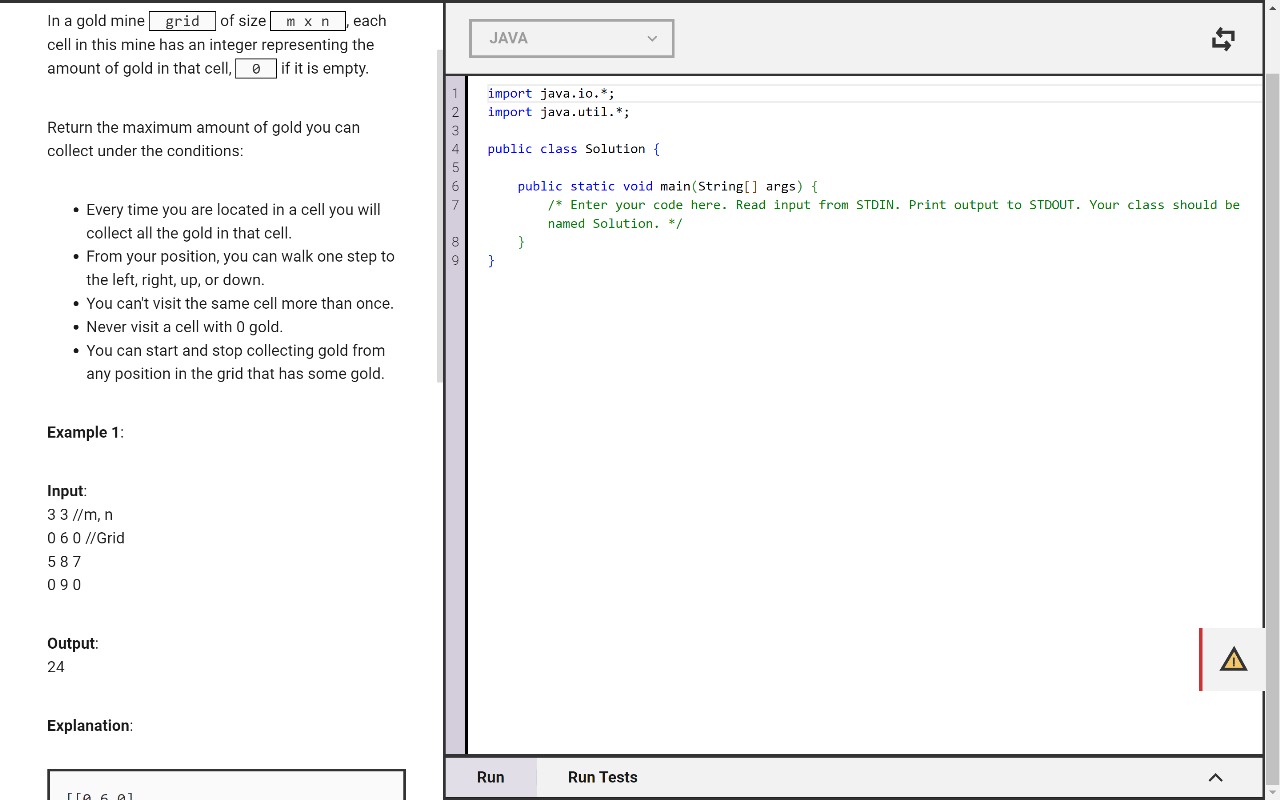 In a gold mine grid of size m x n, each
cell in this mine has an integer representing the
amount of gold in that cell, 0 if it is empty.
Return the maximum amount of gold you can
collect under the conditions:
• Every time you are located in a cell you will
collect all the gold in that cell.
• From your position, you can walk one step to
the left, right, up, or down.
• You can't visit the same cell more than once.
• Never visit a cell with 0 gold.
• You can start and stop collecting gold from
any position in the grid that has some gold.
Example 1:
Input:
3 3 //m, n
0 6 0 //Grid
5 8 7
0 9 0
Output:
24
Explanation:
[[0,6,0],
JAVA
1 import java.io.*;
2 import java.util.*;
3
4 public class Solution {
5
6 public static void main(String[] args) {
7 /* Enter your code here. Read input from STDIN. Print output to STDOUT. Your class should be
named Solution. */
8 }
9 }
Run Run Tests